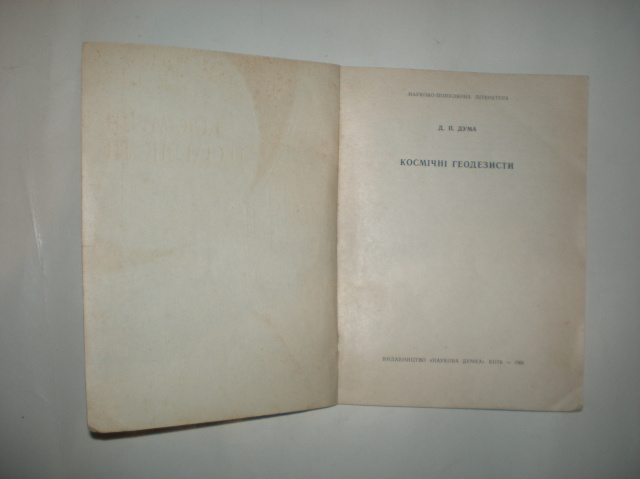 НАУКОВО-ПОПУЛЯРНА ЛІТЕРАТУРА
Д. П. ДУМА
КОСМІЧНІ ГЕОДЕЗИСТИ
ВИДАВНИЦТВО «НАУКОВА ДУМКА» КИЇВ —